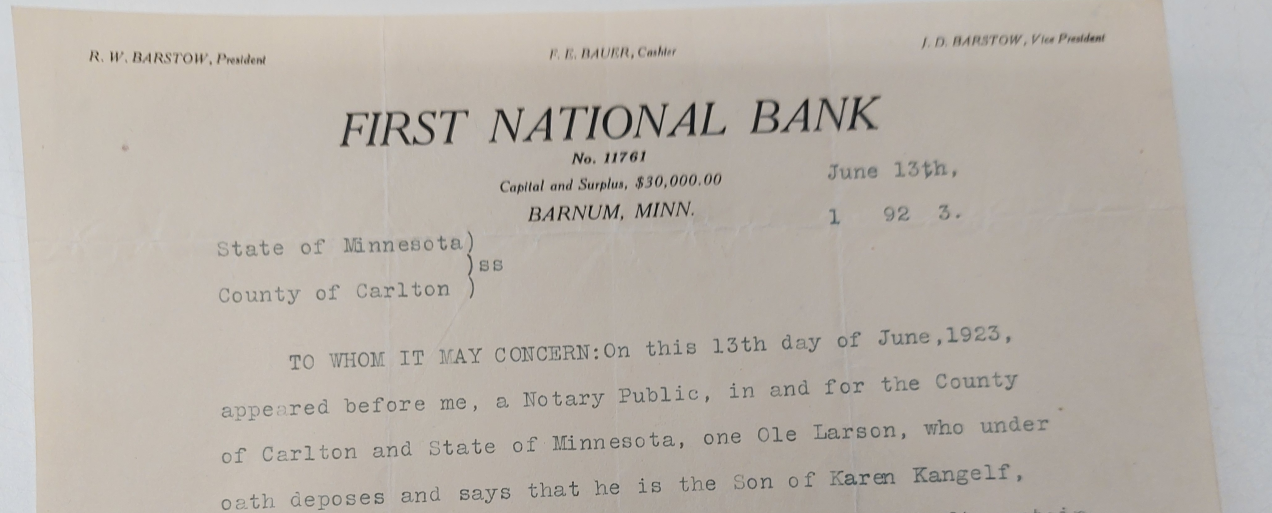 R. W. BARSTOW, President F. E. BAUER, Cashier J. D. BARSTOW, Vice President
FIRST NATIONAL BANK
No. 11761
Capital and Surplus, $30,000.00
BARNUM, MINN.
June 13th,
1 92 3.
State of Minnesota)
)ss
County of Carlton )
TO WHOM IT MAY CONCERN:On this 13th day of June,1923,
appeared before me, a Notary Public, in and for the County
of Carlton and State of Minnesota, one Ole Larson, who under
oath deposes and says that he is the Son of Karen Kangelf,